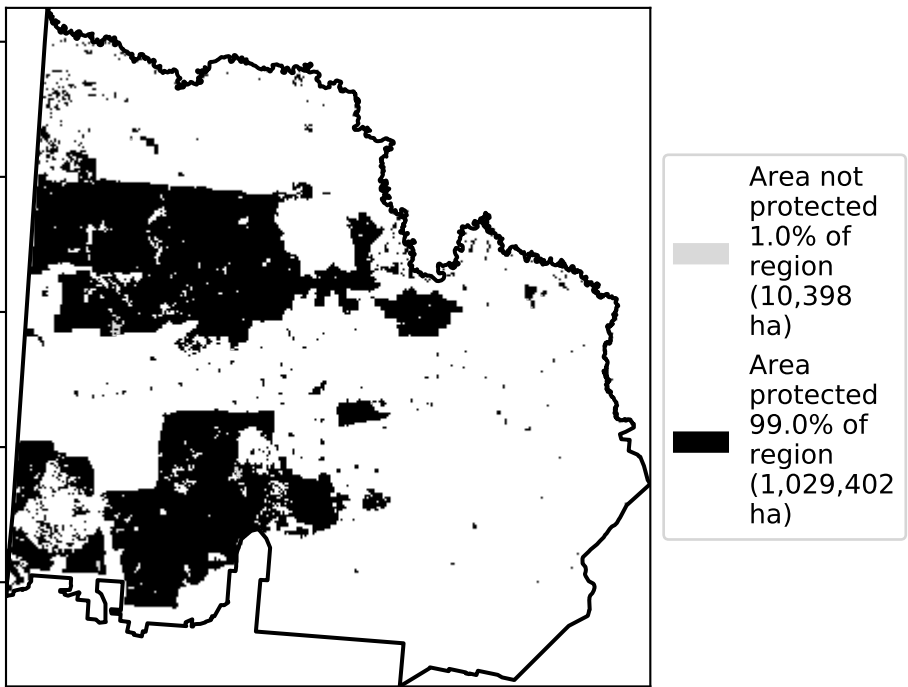 Area not
protected
1.0% of
region
(10,398
ha)
Area
protected
99.0% of
region
(1,029,402
ha)